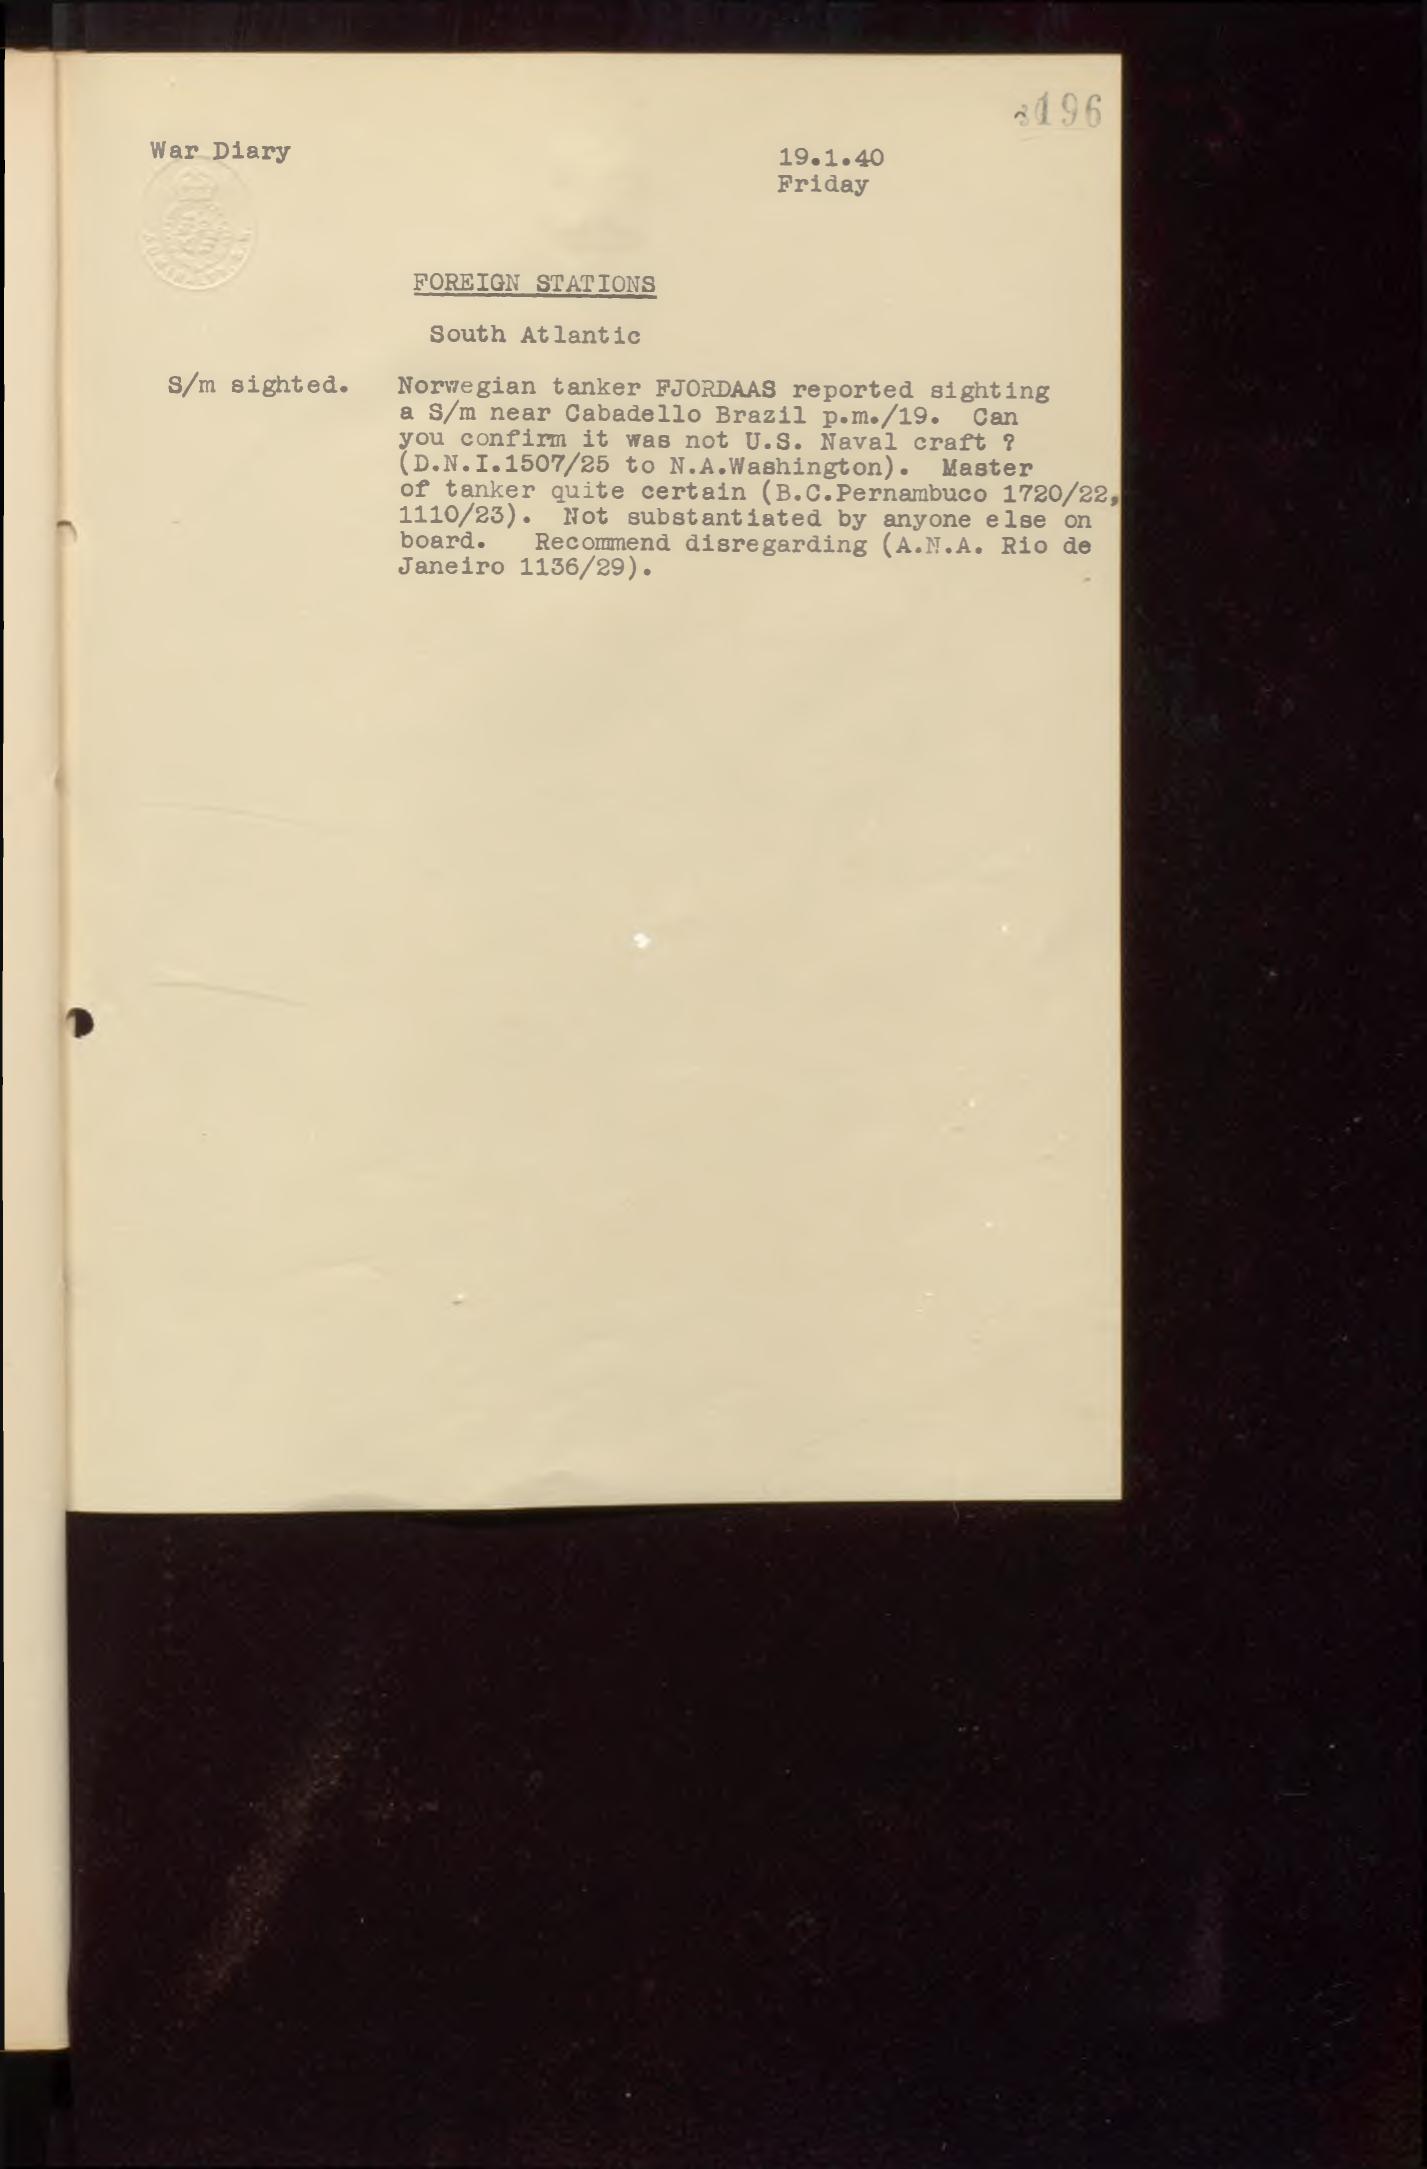 196
War Diary
19.1.40
Friday
FOREIGN STATIONS
South Atlantic
S/m sighted. Norwegian tanker FJORDAAS reported sighting
a S/m near Cabadello Brazil p.m./19. Can
you confirm it was not U.S. Naval craft ?
(D.N.I.1507/25 to N.A.Washington). Master
of tanker quite certain (B.C.Pernambuco 1720/22,
1110/23). Not substantiated by anyone else on
board. Recommend disregarding (A.N.A. Rio de
Janeiro 1136/29).